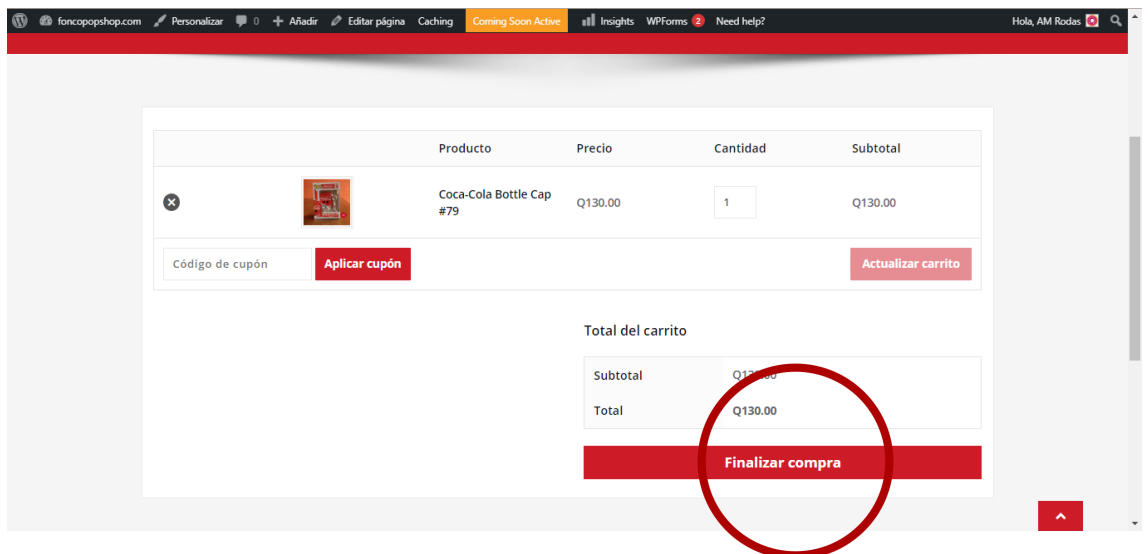 foncopopshop.com Personalizar 0 + Añadir Editar página Caching Coming Soon Active Insights WPForms 2 Need help? Hola, AM Rodas
Producto Precio Cantidad Subtotal
Coca-Cola Bottle Cap
#79 Q130.00 1 Q130.00
Código de cupón Aplicar cupón Actualizar carrito
Total del carrito
Subtotal Q130.00
Total Q130.00
Finalizar compra